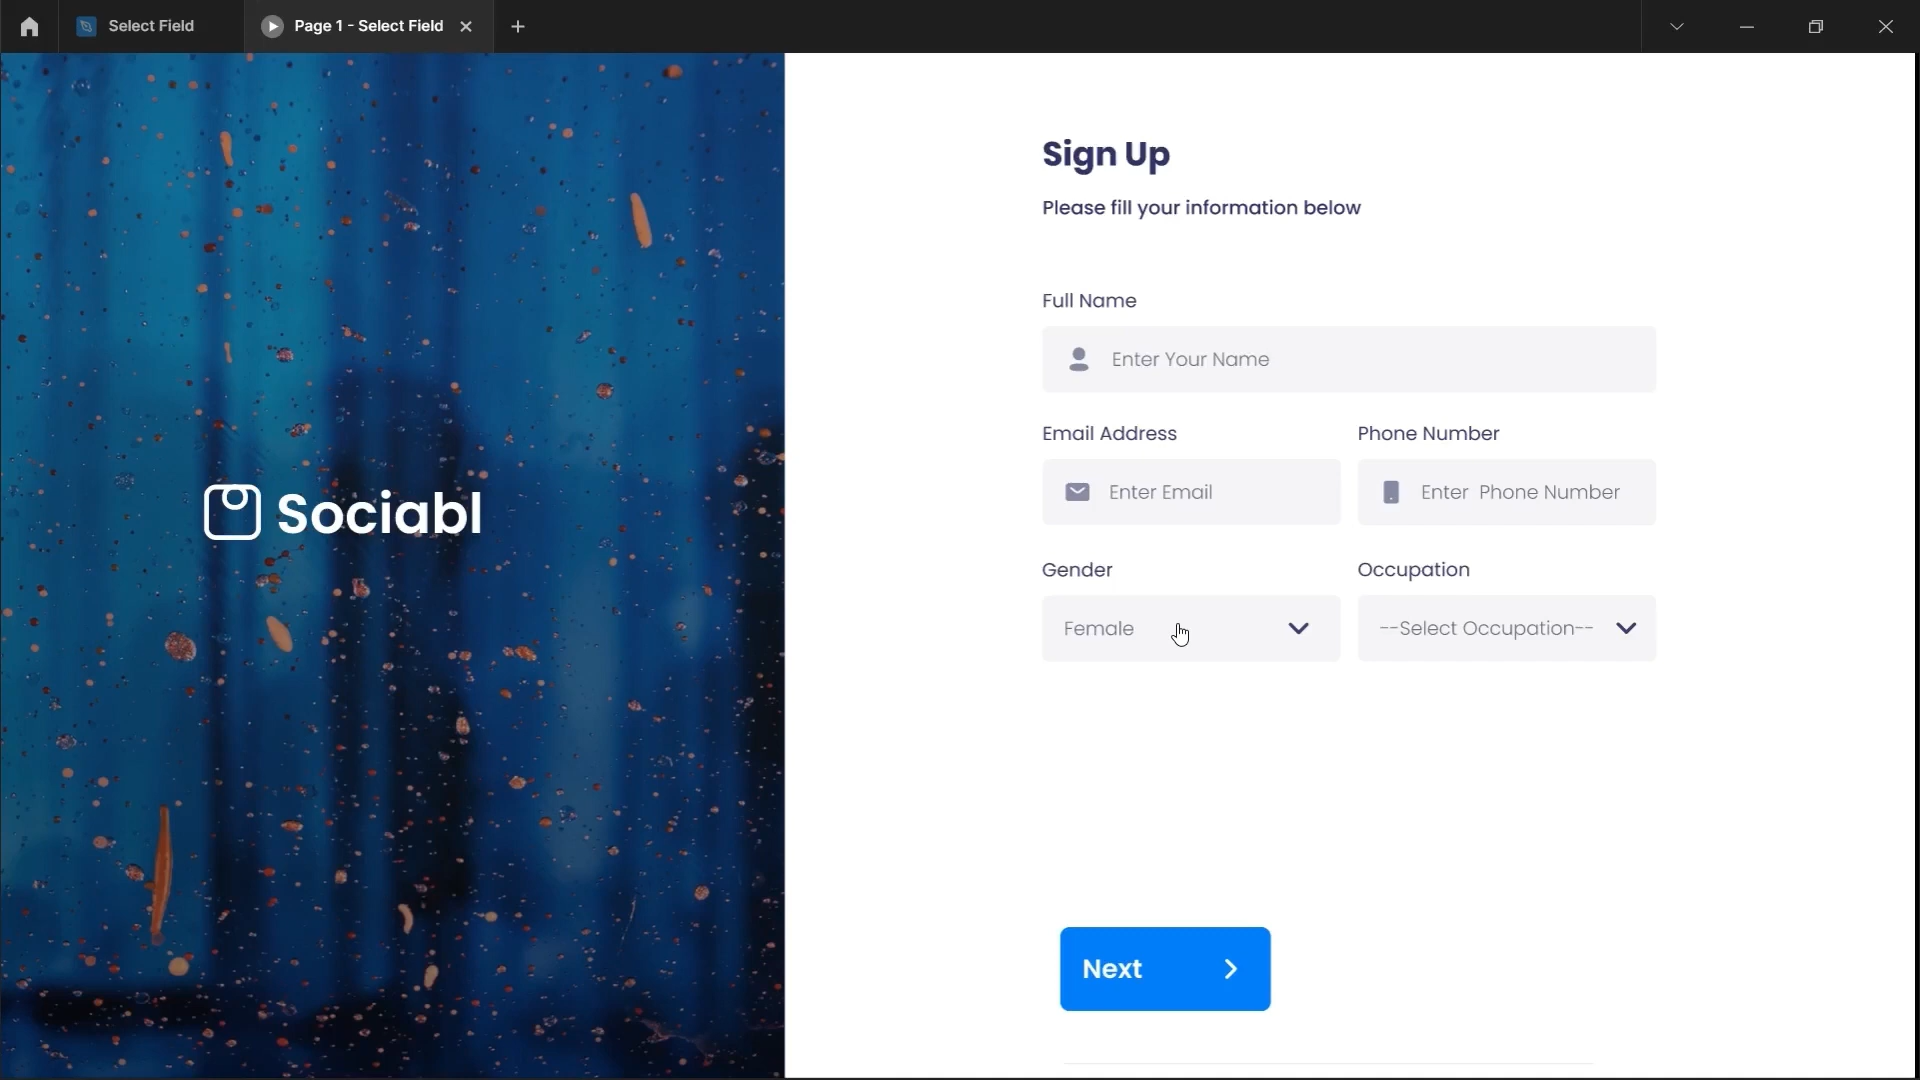 Select Field
Page 1 - Select Field
Sociabl
Sign Up
Please fill your information below
Full Name
Enter Your Name
Email Address
Phone Number
Enter Email
Enter Phone Number
Gender
Occupation
Female
--Select Occupation--
Next